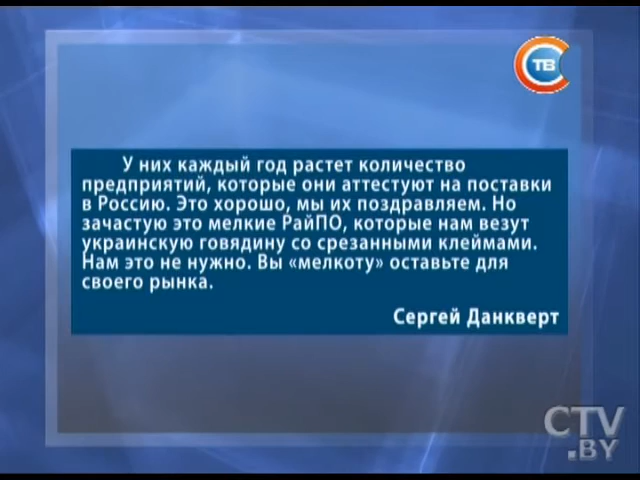 СТВ
У них каждый год растет количество
предприятий, которые они аттестуют на поставки
в Россию. Это хорошо, мы их поздравляем. Но
зачастую это мелкие РайПО, которые нам везут
украинскую говядину со срезанными клеймами.
Нам это не нужно. Вы «мелкоту» оставьте для
своего рынка.
Сергей Данкверт
CTV
.BY